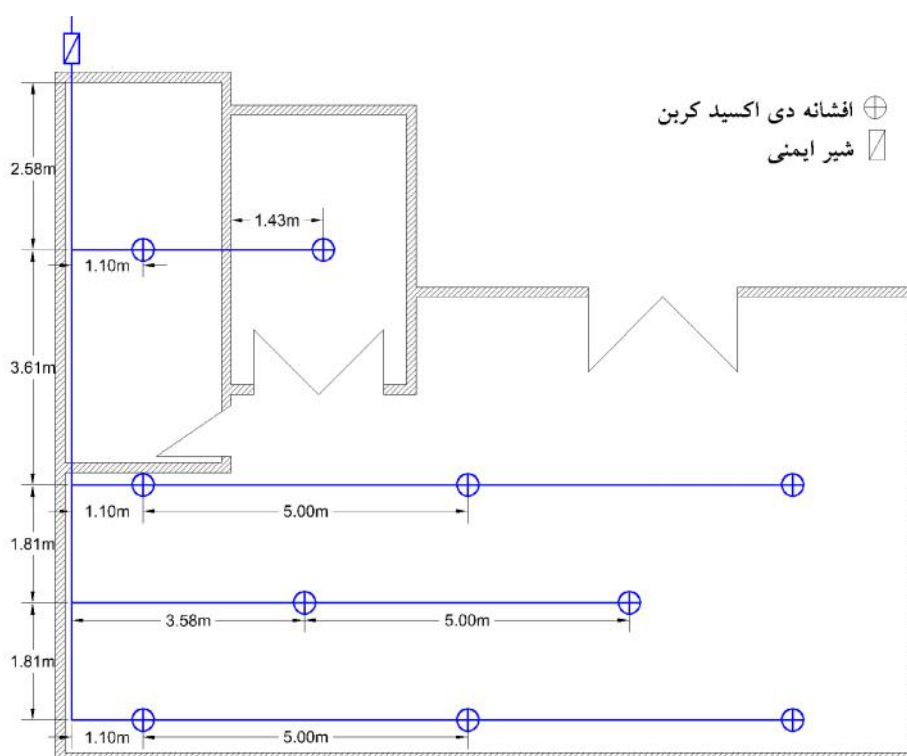 افشانه دی اکسید کربن
شیر ایمنی
2.58m
1.43m
1.10m
3.61m
1.10m
5.00m
1.81m
3.58m
5.00m
1.81m
1.10m
5.00m